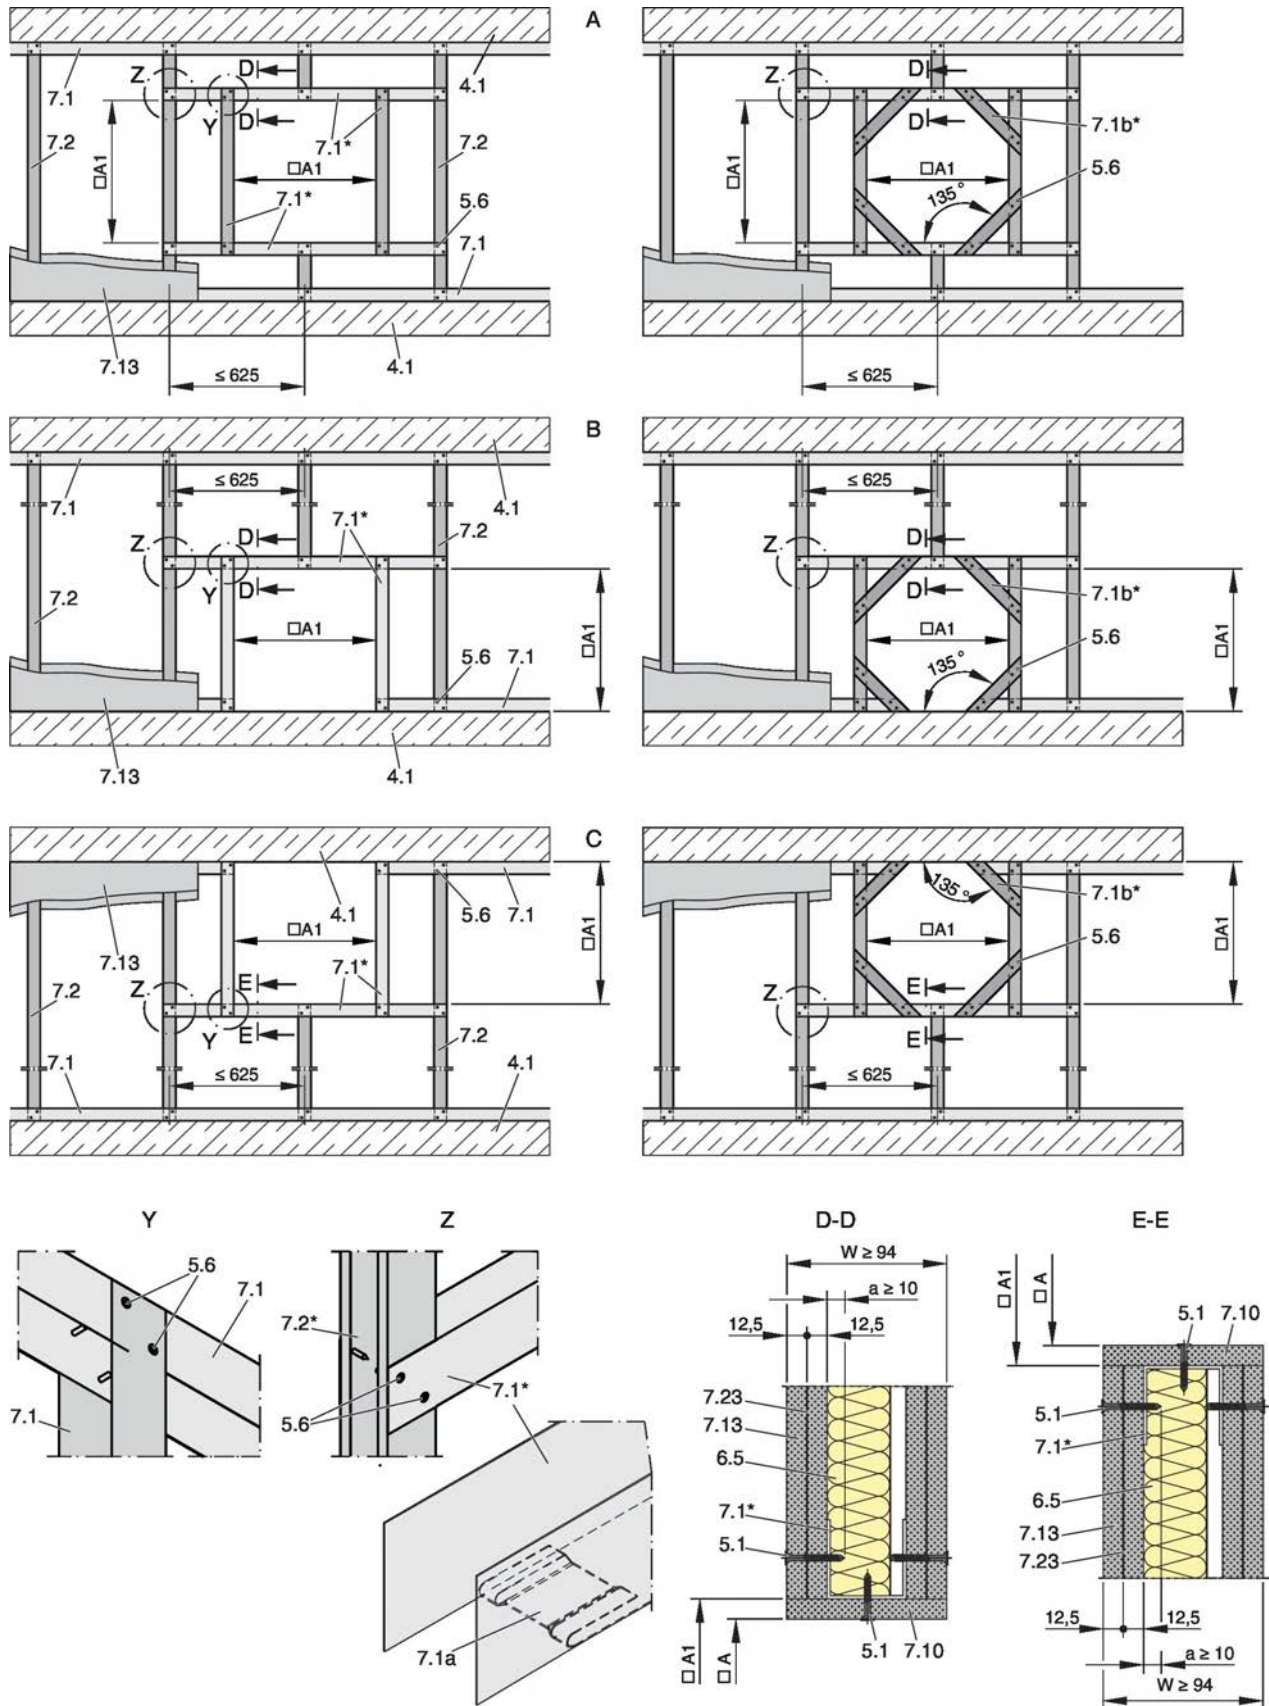 A
Z
D
7.1
4.1
Y
D
7.1*
7.2
7.2
□A1
□A1
7.1*
5.6
7.1
7.13
4.1
≤ 625
Z
D
D
7.1b*
□A1
□A1
5.6
135°
≤ 625
B
≤ 625
7.1
4.1
7.1*
D
7.2
Z
Y
D
7.2
□A1
□A1
5.6
7.1
7.13
4.1
≤ 625
D
Z
D
7.1b*
□A1
5.6
□A1
135°
C
4.1
5.6
7.1
□A1
□A1
7.13
7.1*
E
Z
7.2
Y
E
7.2
7.1
≤ 625
4.1
135°
7.1b*
□A1
5.6
□A1
E
Z
E
≤ 625
Y
5.6
7.1
7.1
Z
7.2*
7.1*
5.6
7.1a
D-D
W ≥ 94
a ≥ 10
12,5
12,5
7.23
7.13
6.5
7.1*
5.1
5.1
7.10
□ A1
□ A
E-E
□ A1
□ A
5.1
7.10
5.1
7.1*
6.5
7.13
7.23
12,5
12,5
a ≥ 10
W ≥ 94